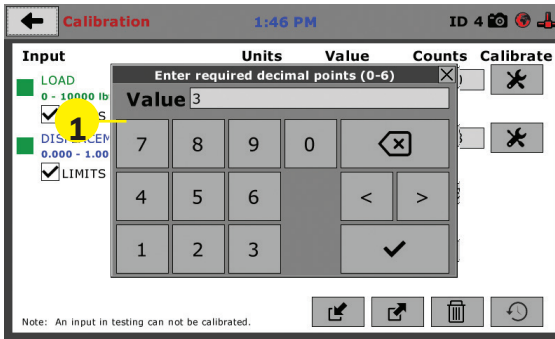 Calibration 1:46 PM ID 4
Input Units Value Counts Calibrate
LOAD
0 - 10000 lb
DISPLACEM
0.000 - 1.00
LIMITS
Enter required decimal points (0-6)
Value 3
1
7 8 9 0
4 5 6 < >
1 2 3
Note: An input in testing can not be calibrated.